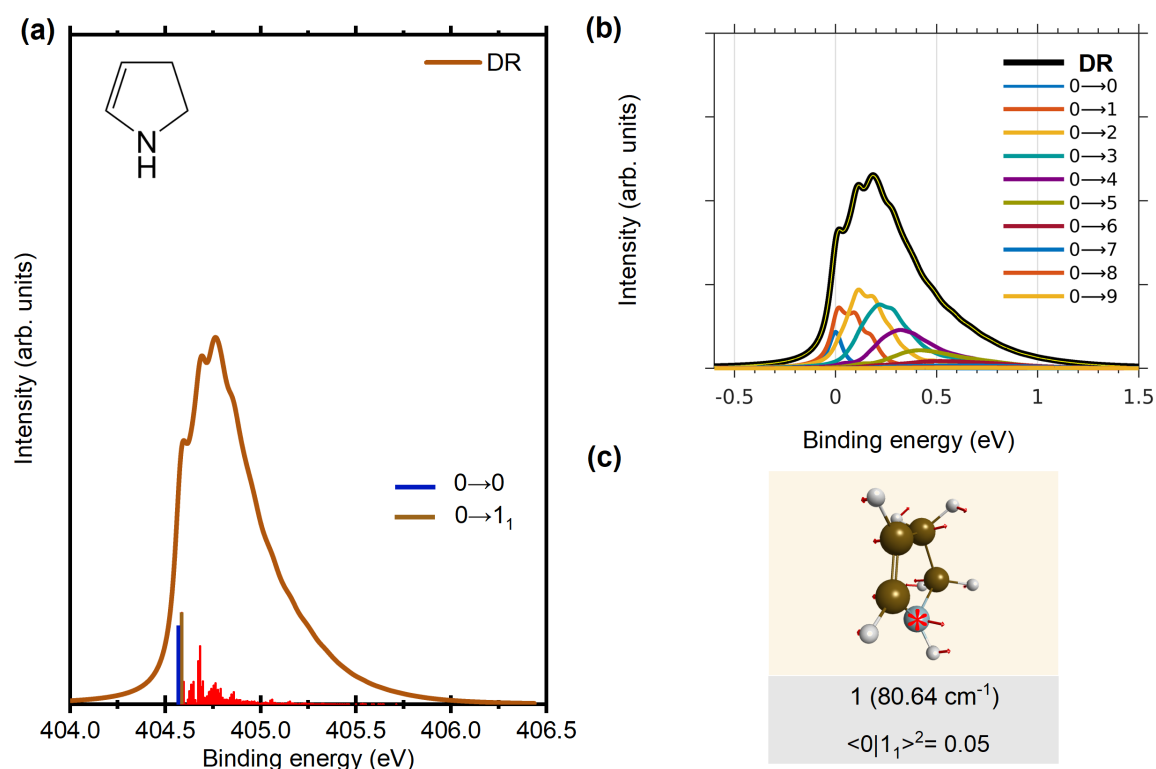 (a)
DR
N
H
0→0
0→1₁
Intensity (arb. units)
404.0 404.5 405.0 405.5 406.0 406.5
Binding energy (eV)
(b)
DR
0→0
0→1
0→2
0→3
0→4
0→5
0→6
0→7
0→8
0→9
Intensity (arb. units)
-0.5 0 0.5 1 1.5
Binding energy (eV)
(c)
*
1 (80.64 cm⁻¹)
<0|1₁>²= 0.05